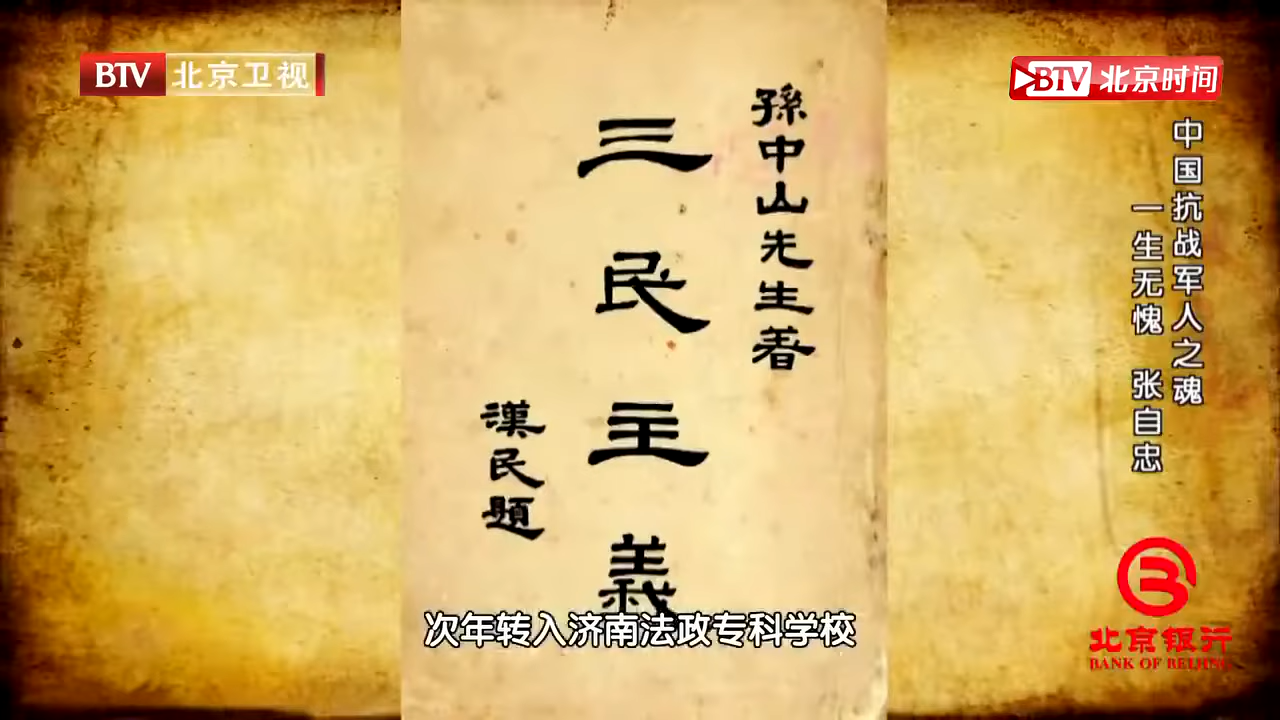 BTV 北京卫视
BTV 北京时间
孫中山先生著
三民主義
漢民題
中国抗战军人之魂
一生无愧 张自忠
次年转入济南法政专科学校
北京银行
BANK OF BEIJING